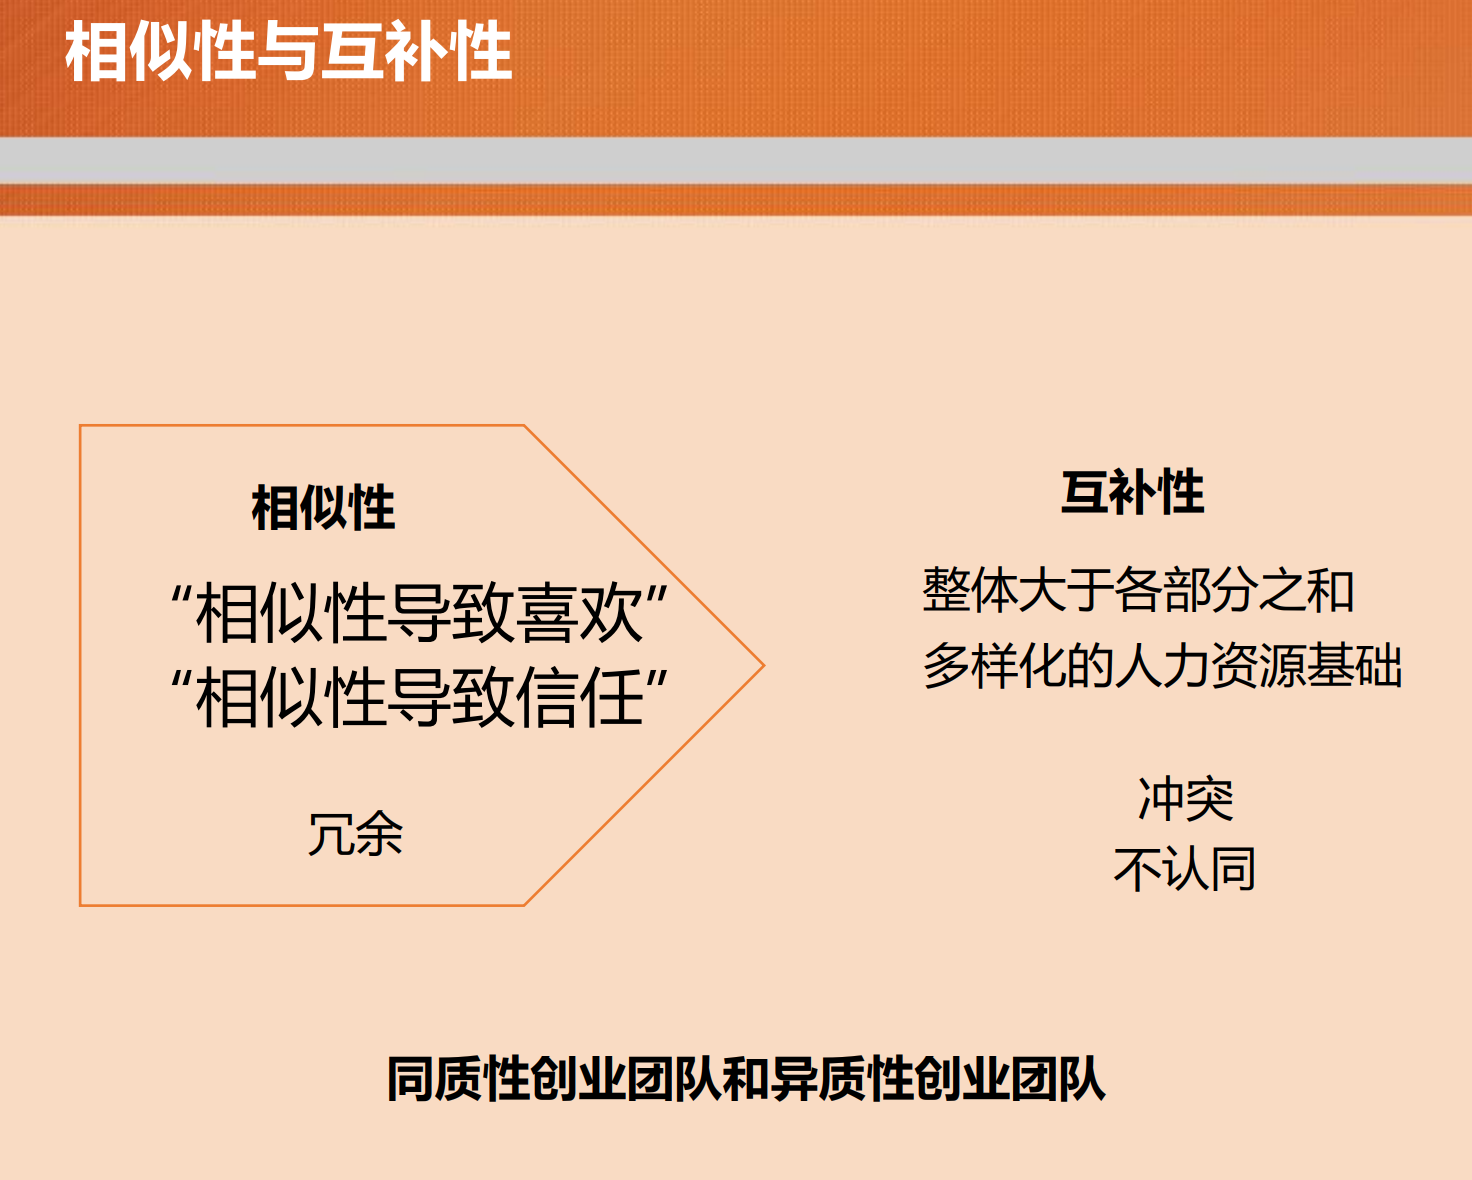 相似性与互补性
相似性
“相似性导致喜欢”
“相似性导致信任”
冗余
互补性
整体大于各部分之和
多样化的人力资源基础
冲突
不认同
同质性创业团队和异质性创业团队